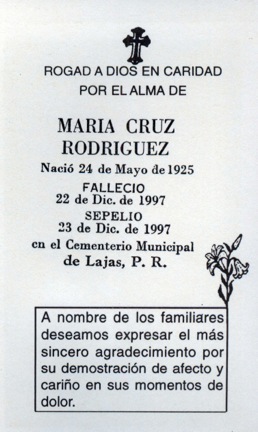 ROGAD A DIOS EN CARIDAD
POR EL ALMA DE
MARIA CRUZ
RODRIGUEZ
Nació 24 de Mayo de 1925
FALLECIO
22 de Dic. de 1997
SEPELIO
23 de Dic. de 1997
en el Cementerio Municipal
de Lajas, P. R.
A nombre de los familiares
deseamos expresar el más
sincero agradecimiento por
su demostración de afecto y
cariño en sus momentos de
dolor.